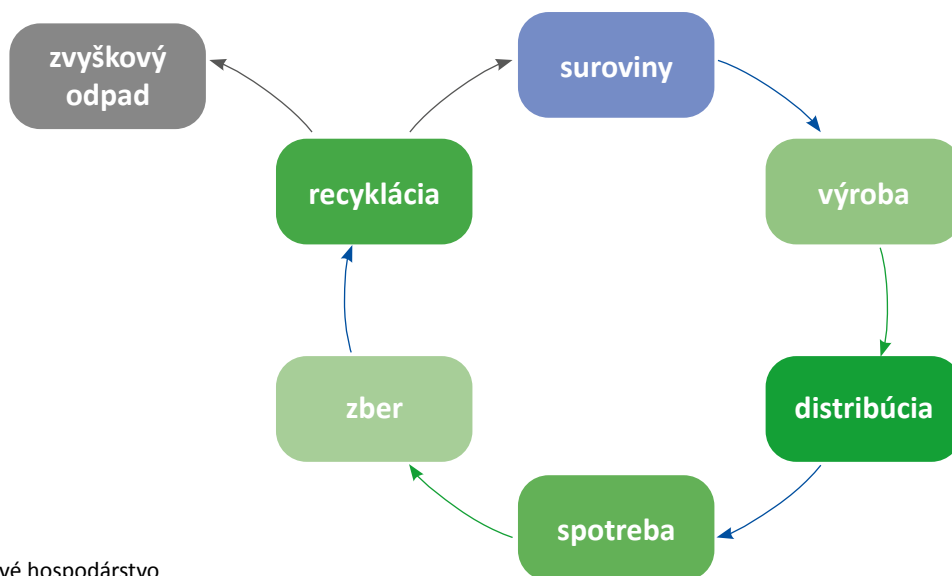 zvyškový
odpad
suroviny
recyklácia
výroba
zber
distribúcia
spotreba
vé hospodárstvo